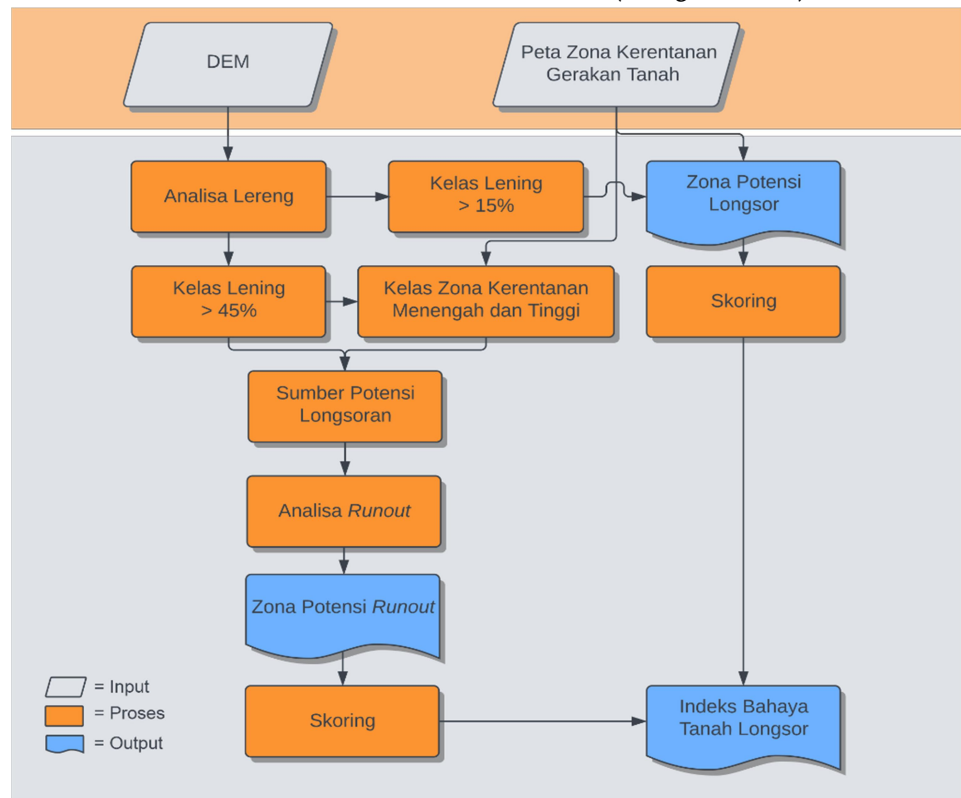 DEM
Peta Zona Kerentanan
Gerakan Tanah
Analisa Lereng
Kelas Lening
> 15%
Zona Potensi
Longsor
Kelas Lening
> 45%
Kelas Zona Kerentanan
Menengah dan Tinggi
Skoring
Sumber Potensi
Longsoran
Analisa Runout
Zona Potensi Runout
Skoring
Indeks Bahaya
Tanah Longsor
= Input
= Proses
= Output